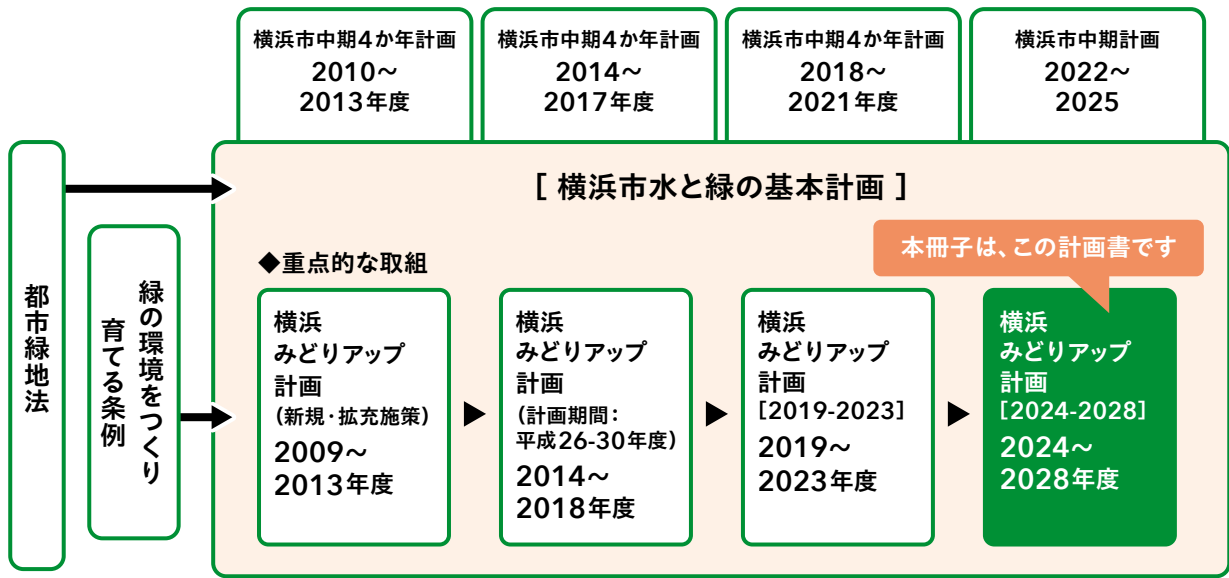 横浜市中期4か年計画
2010～
2013年度
横浜市中期4か年計画
2014～
2017年度
横浜市中期4か年計画
2018～
2021年度
横浜市中期計画
2022～
2025
都市緑地法
緑の環境をつくり
育てる条例
［ 横浜市水と緑の基本計画 ］
本冊子は、この計画書です
◆重点的な取組
横浜
みどりアップ
計画
(新規・拡充施策)
2009～
2013年度
横浜
みどりアップ
計画
(計画期間：
平成26-30年度)
2014～
2018年度
横浜
みどりアップ
計画
[2019-2023]
2019～
2023年度
横浜
みどりアップ
計画
[2024-2028]
2024～
2028年度